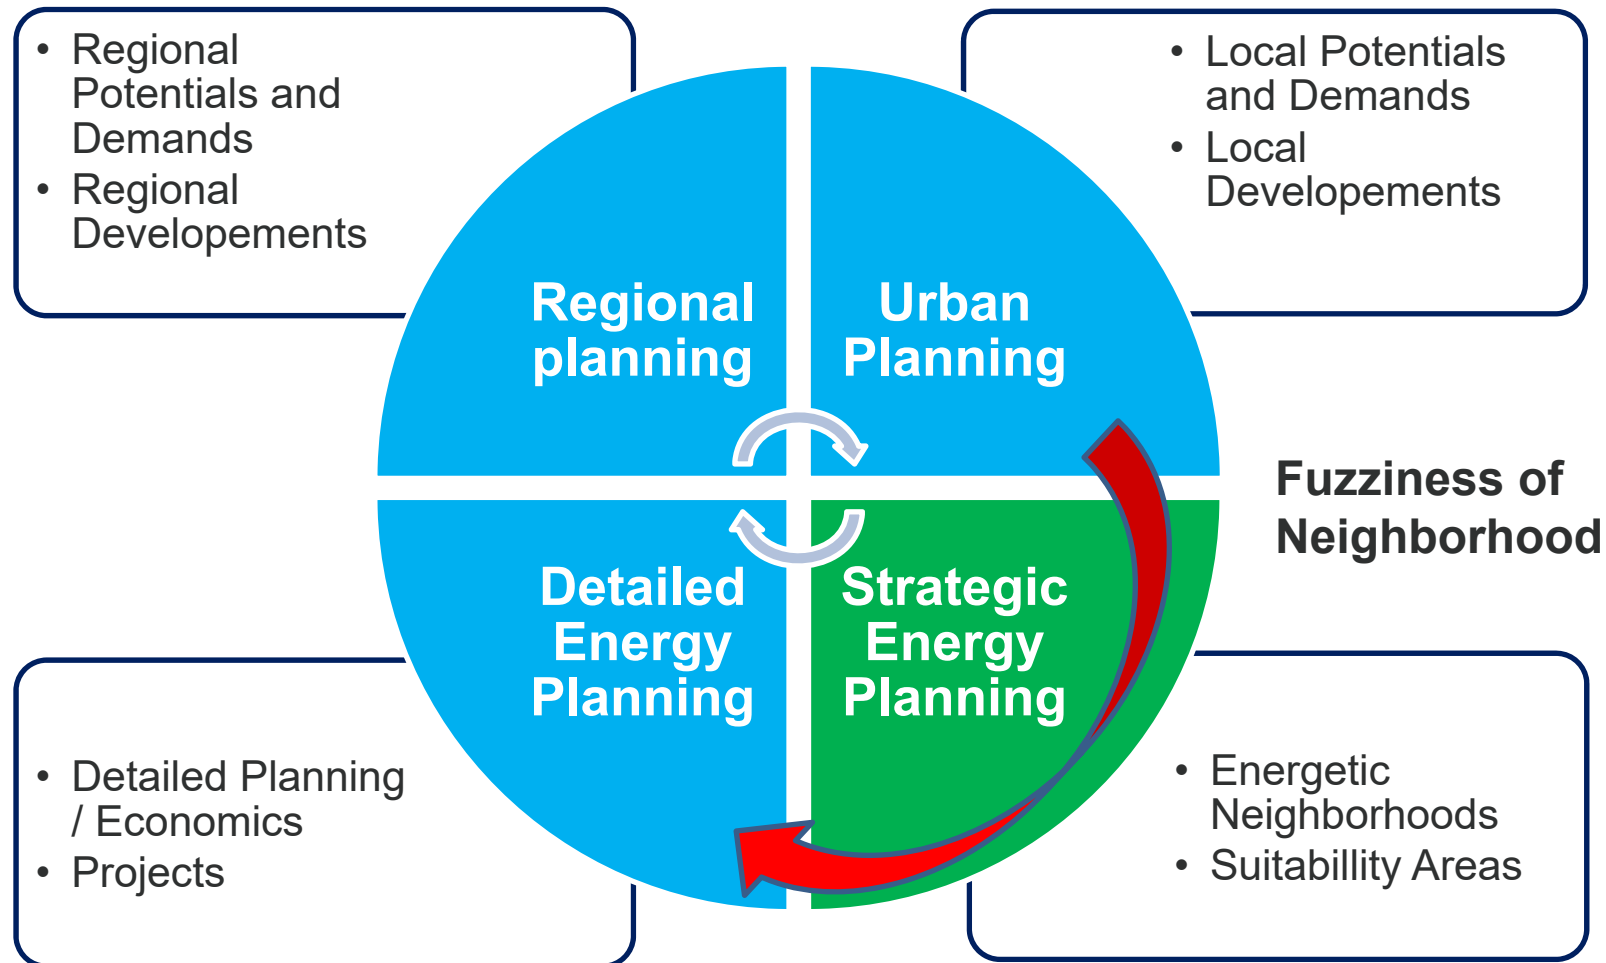 • Regional
Potentials and
Demands
• Regional
Developements
• Local Potentials
and Demands
• Local
Developements
Regional
planning
Urban
Planning
Fuzziness of
Neighborhood
Detailed
Energy
Planning
Strategic
Energy
Planning
• Detailed Planning
/ Economics
• Projects
• Energetic
Neighborhoods
• Suitabillity Areas